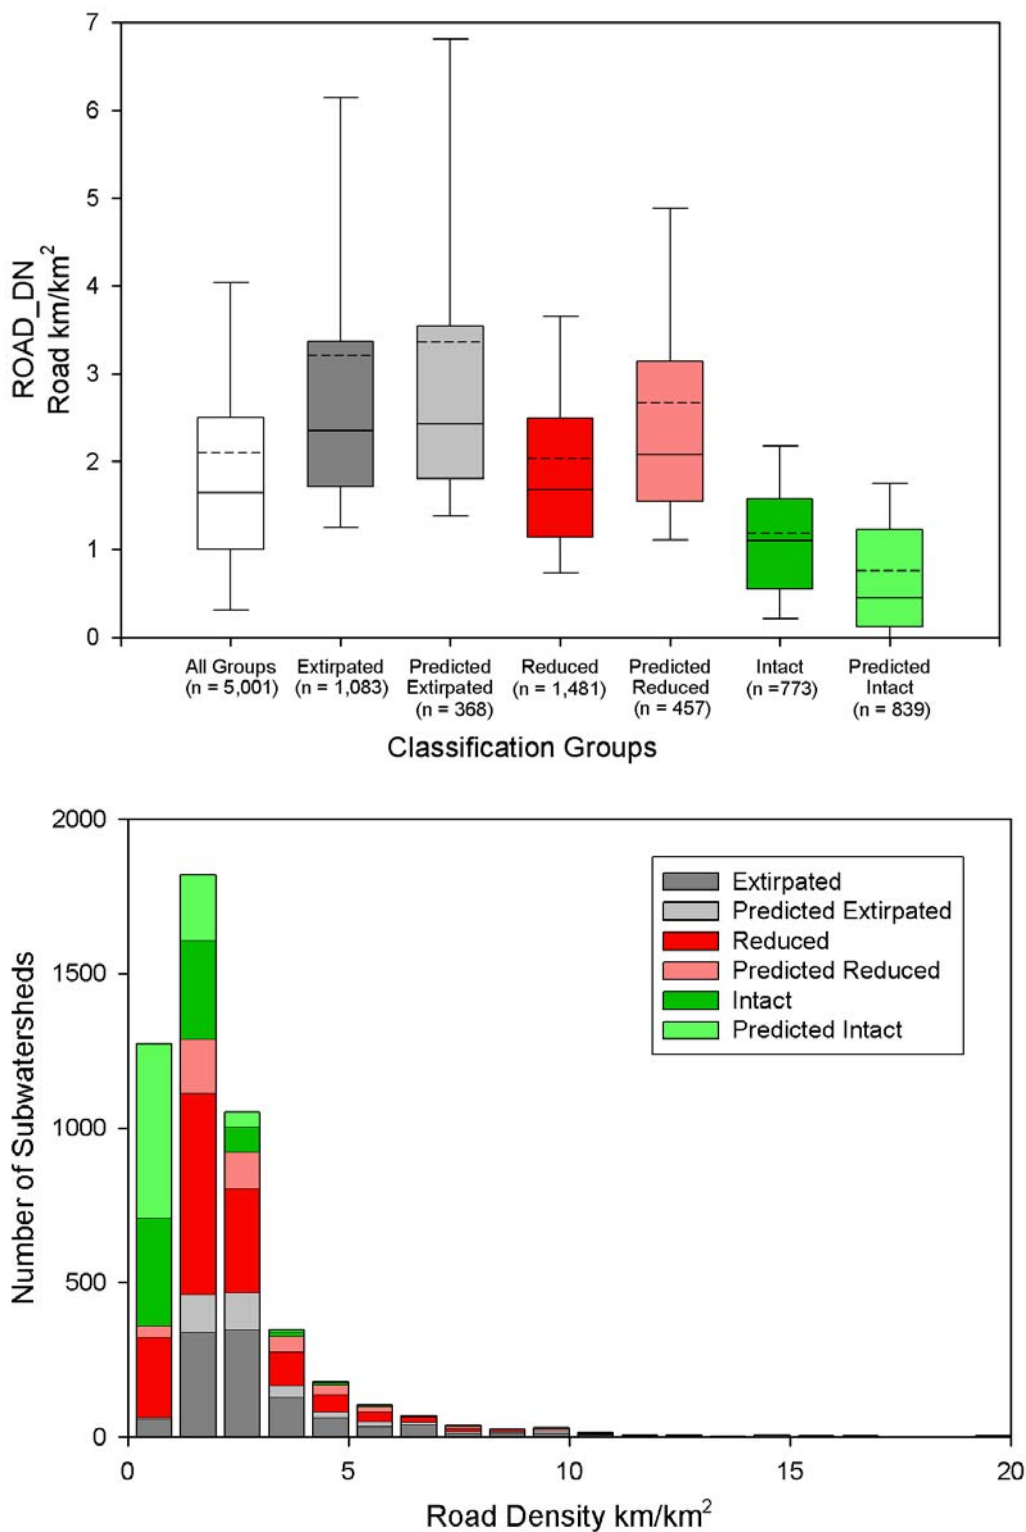 7
6
5
4
3
2
1
0
ROAD_DN
Road km/km²
All Groups
(n = 5,001)
Extirpated
(n = 1,083)
Predicted
Extirpated
(n = 368)
Reduced
(n = 1,481)
Predicted
Reduced
(n = 457)
Intact
(n =773)
Predicted
Intact
(n = 839)
Classification Groups
2000
1500
1000
500
0
Number of Subwatersheds
Extirpated
Predicted Extirpated
Reduced
Predicted Reduced
Intact
Predicted Intact
0
5
10
15
20
Road Density km/km²